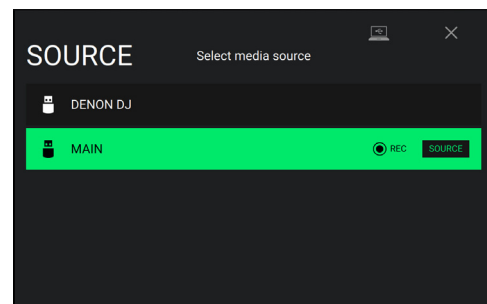 SOURCE
Select media source
DENON DJ
MAIN
REC
SOURCE